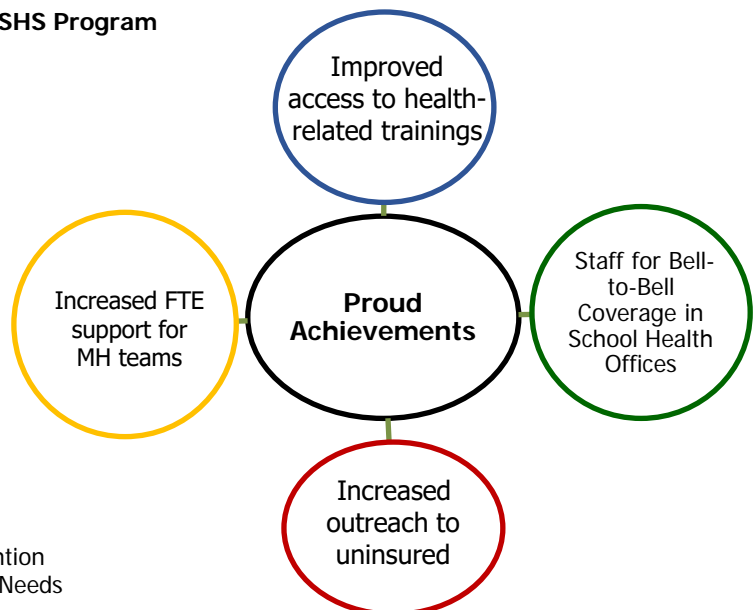 SHS Program
Improved
access to health-
related trainings
Increased FTE
support for
MH teams
Proud
Achievements
Staff for Bell-
to-Bell
Coverage in
School Health
Offices
Increased
outreach to
uninsured
Needs